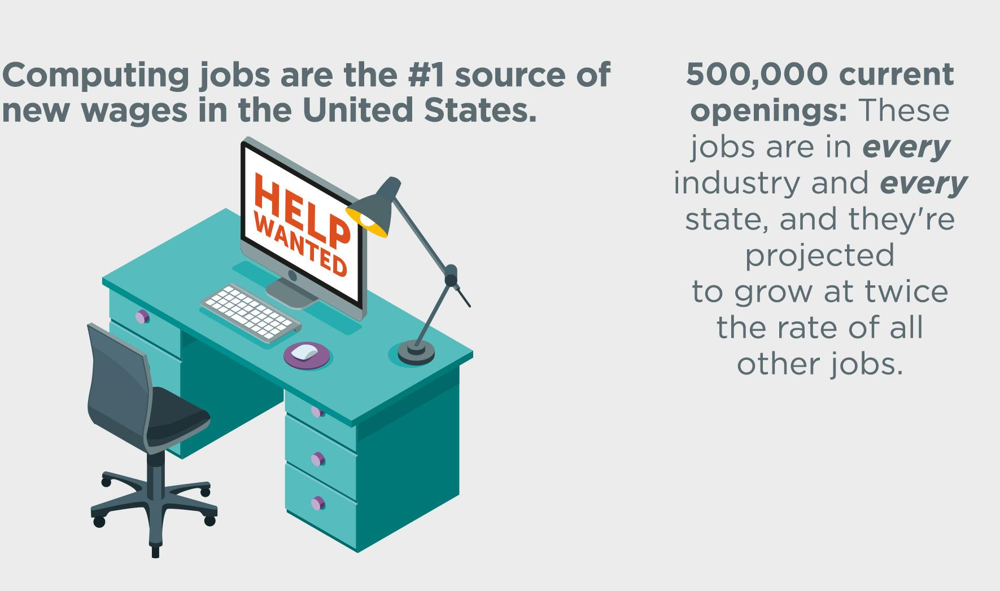 Computing jobs are the #1 source of
new wages in the United States.
HELP
WANTED
500,000 current
openings: These
jobs are in every
industry and every
state, and they're
projected
to grow at twice
the rate of all
other jobs.